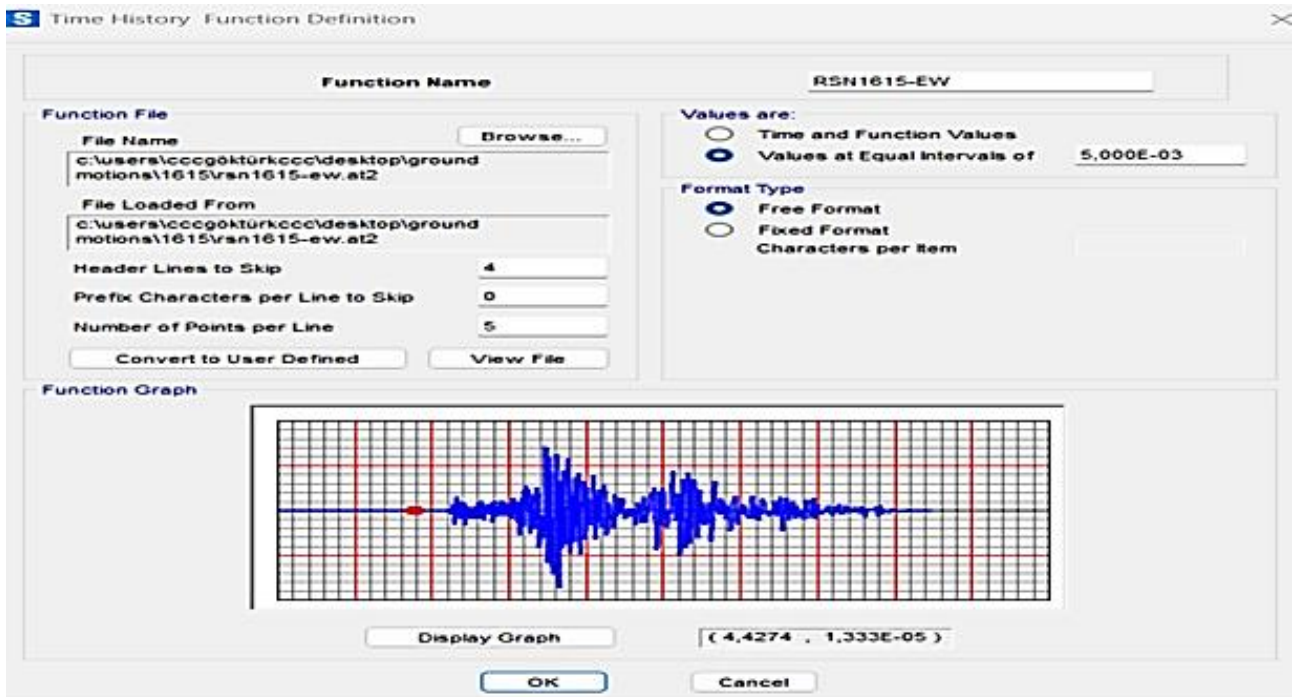 S Time History Function Definition
Function Name RSN1615-EW
Function File
File Name Browse...
c:\users\cccgöktürkccc\desktop\ground
motions\1615\rsn1615-ew.at2
File Loaded From
c:\users\cccgöktürkccc\desktop\ground
motions\1615\rsn1615-ew.at2
Header Lines to Skip 4
Prefix Characters per Line to Skip 0
Number of Points per Line 5
Convert to User Defined View File
Values are:
Time and Function Values
Values at Equal Intervals of 5,000E-03
Format Type
Free Format
Fixed Format
Characters per Item
Function Graph
Display Graph ( 4,4274 , 1,333E-05 )
OK Cancel